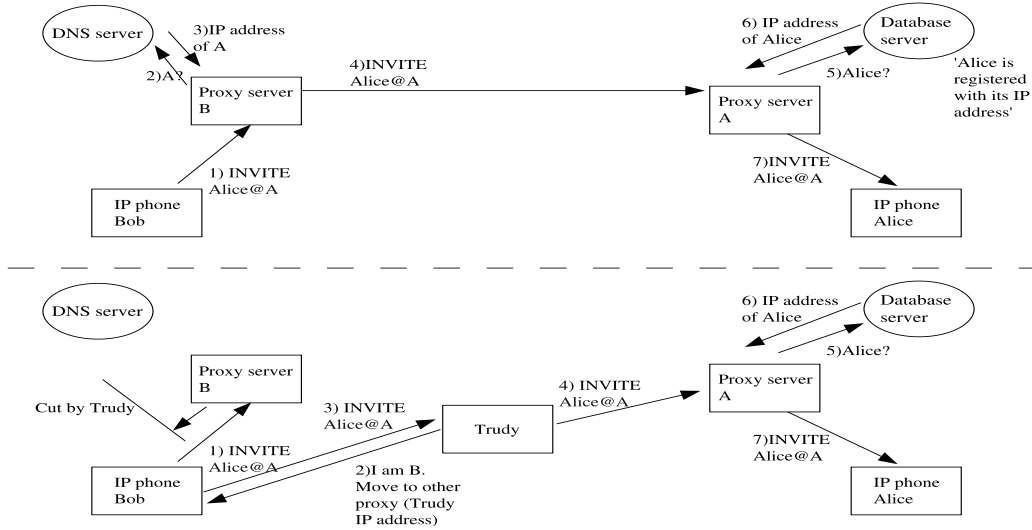 DNS server
3)IP address
of A
2)A?
Proxy server
B
4)INVITE
Alice@A
1) INVITE
Alice@A
IP phone
Bob
6) IP address
of Alice
Database
server
5)Alice?
'Alice is
registered
with its IP
address'
Proxy server
A
7)INVITE
Alice@A
IP phone
Alice
DNS server
Proxy server
B
Cut by Trudy
1) INVITE
Alice@A
IP phone
Bob
3) INVITE
Alice@A
2)I am B.
Move to other
proxy (Trudy
IP address)
Trudy
4) INVITE
Alice@A
6) IP address
of Alice
Database
server
5)Alice?
Proxy server
A
7)INVITE
Alice@A
IP phone
Alice